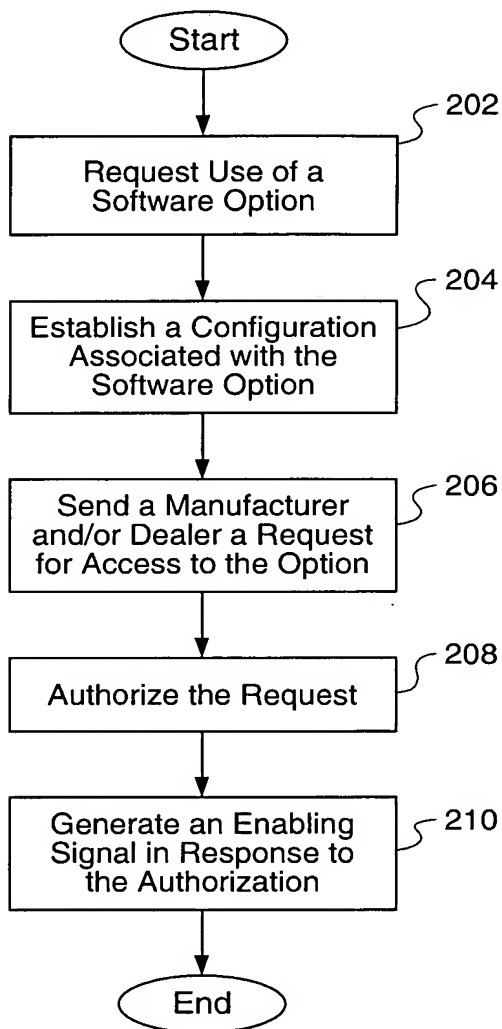 Start
202
Request Use of a
Software Option
204
Establish a Configuration
Associated with the
Software Option
206
Send a Manufacturer
and/or Dealer a Request
for Access to the Option
208
Authorize the Request
210
Generate an Enabling
Signal in Response to
the Authorization
End